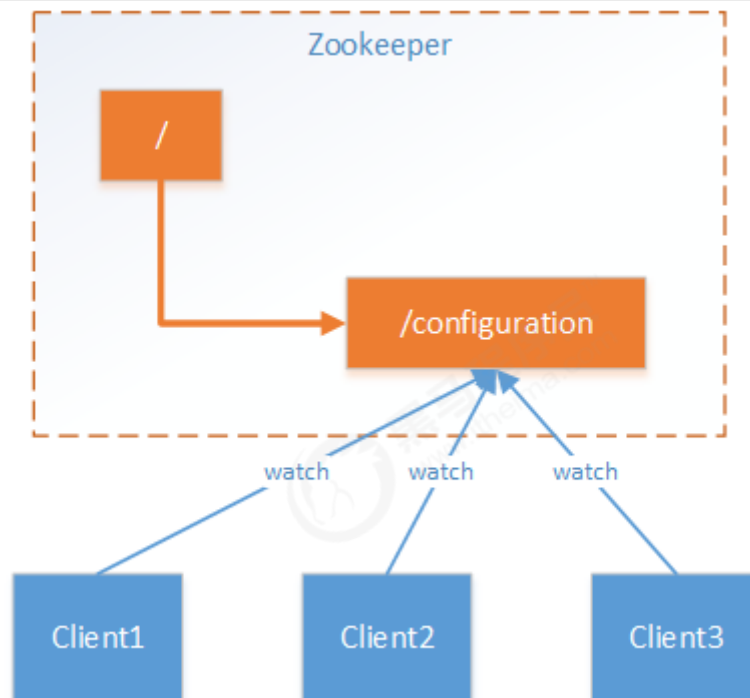 Zookeeper
/
/configuration
watch
watch
watch
Client1
Client2
Client3